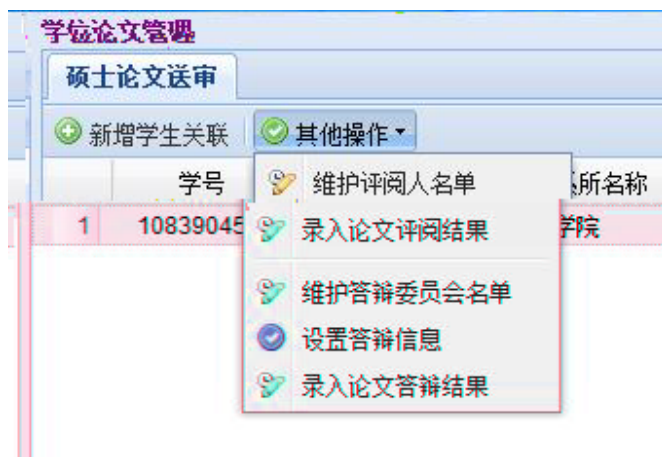 学位论文管理
硕士论文送审
新增学生关联 其他操作
学号 所名称
维护评阅人名单
1 10839045 学院
录入论文评阅结果
维护答辩委员会名单
设置答辩信息
录入论文答辩结果